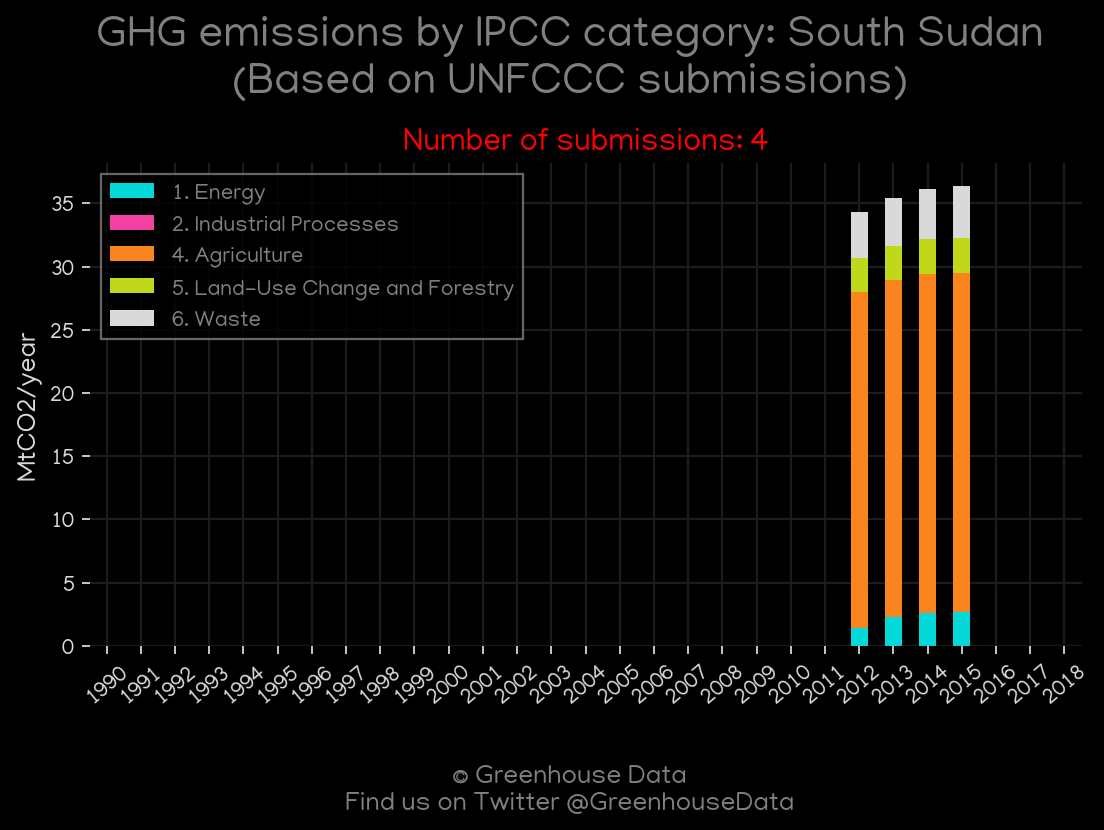 GHG emissions by IPCC category: South Sudan
(Based on UNFCCC submissions)
Number of submissions: 4
1. Energy
2. Industrial Processes
4. Agriculture
5. Land-Use Change and Forestry
6. Waste
MtCO2/year
35
30
25
20
15
10
5
0
1990 1991 1992 1993 1994 1995 1996 1997 1998 1999 2000 2001 2002 2003 2004 2005 2006 2007 2008 2009 2010 2011 2012 2013 2014 2015 2016 2017 2018
© Greenhouse Data
Find us on Twitter @GreenhouseData